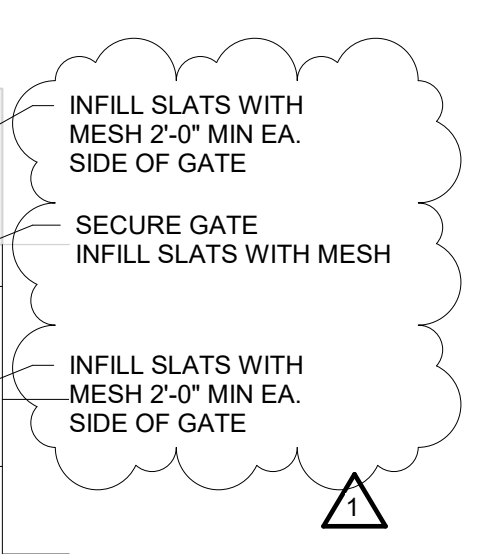 INFILL SLATS WITH
MESH 2'-0" MIN EA.
SIDE OF GATE
SECURE GATE
INFILL SLATS WITH MESH
INFILL SLATS WITH
MESH 2'-0" MIN EA.
SIDE OF GATE
1